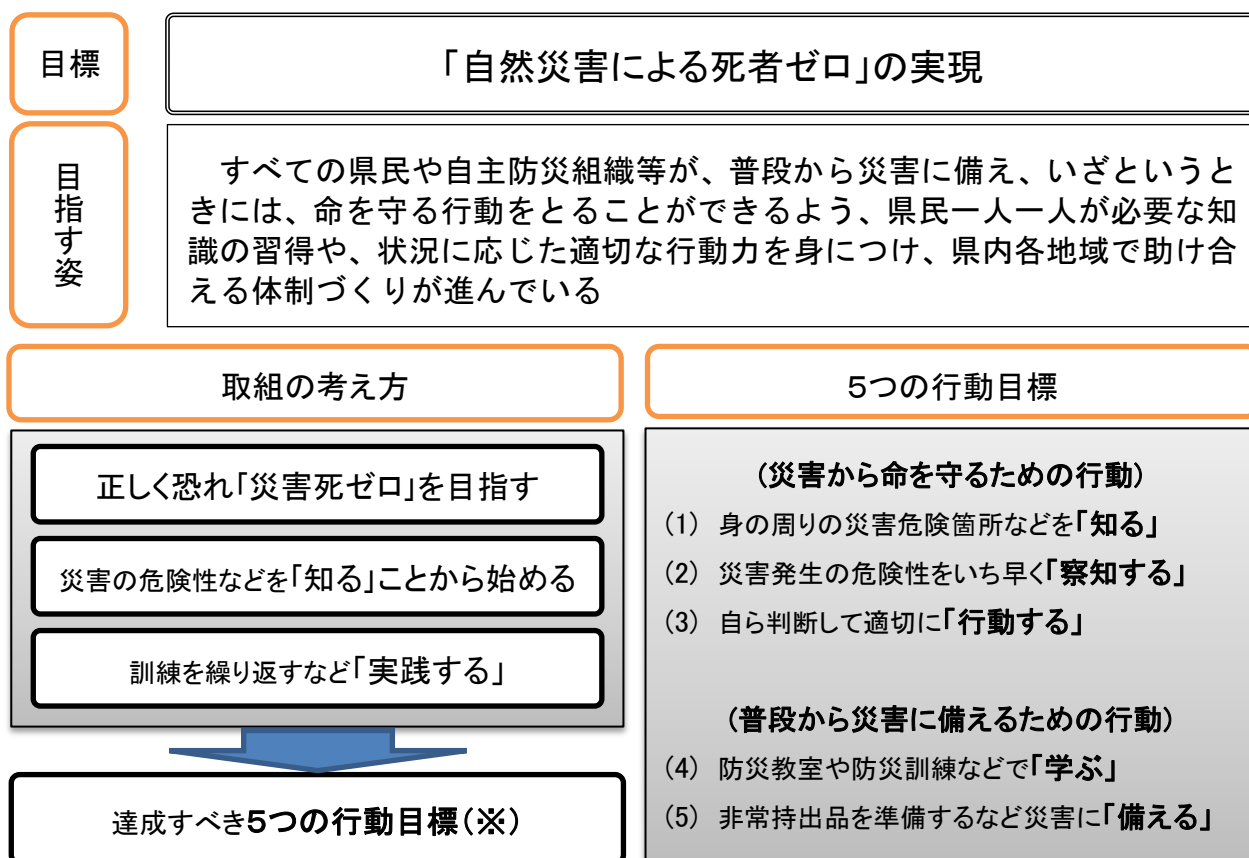 目標
「自然災害による死者ゼロ」の実現
目指す姿
すべての県民や自主防災組織等が、普段から災害に備え、いざというと
きには、命を守る行動をとることができるよう、県民一人一人が必要な知
識の習得や、状況に応じた適切な行動力を身につけ、県内各地域で助け合
える体制づくりが進んでいる
取組の考え方
正しく恐れ「災害死ゼロ」を目指す
災害の危険性などを「知る」ことから始める
訓練を繰り返すなど「実践する」
達成すべき5つの行動目標(※)
5つの行動目標
(災害から命を守るための行動)
(1) 身の周りの災害危険箇所などを「知る」
(2) 災害発生の危険性をいち早く「察知する」
(3) 自ら判断して適切に「行動する」
(普段から災害に備えるための行動)
(4) 防災教室や防災訓練などで「学ぶ」
(5) 非常持出品を準備するなど災害に「備える」